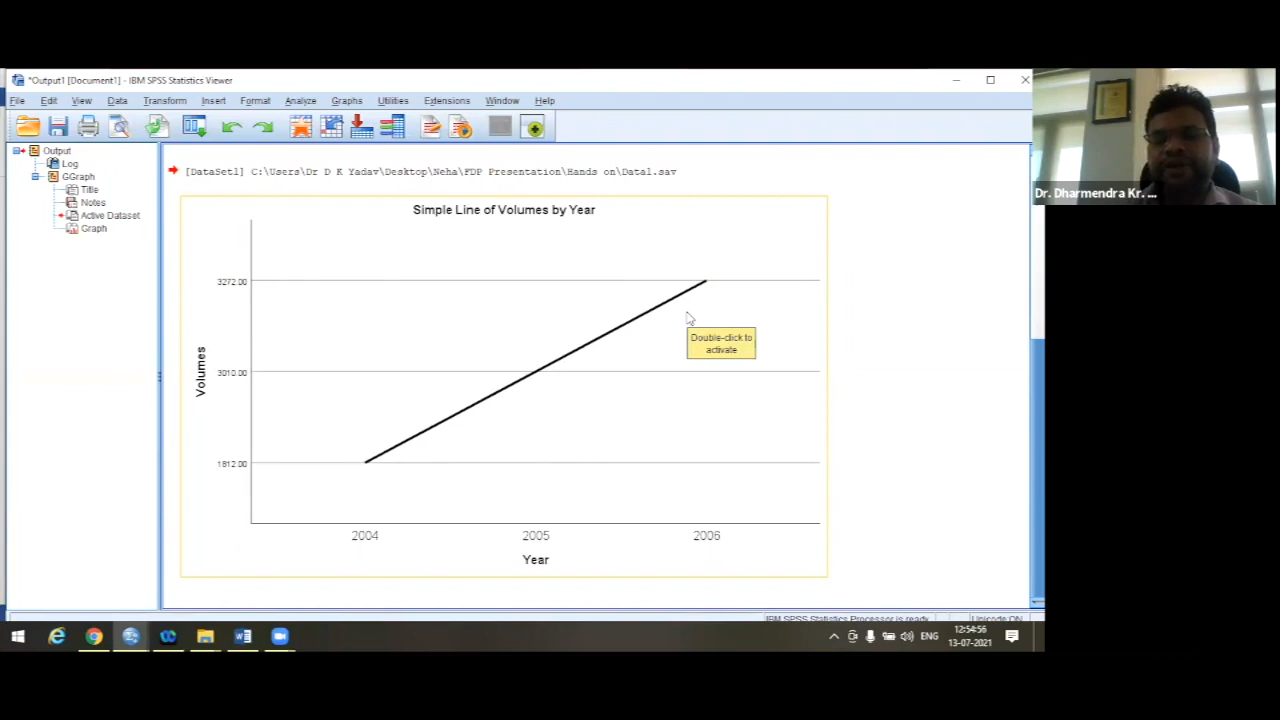 *Output1 [Document1] - IBM SPSS Statistics Viewer
File Edit View Data Transform Insert Format Analyze Graphs Utilities Extensions Window Help
Output
Log
GGraph
Title
Notes
Active Dataset
Graph
[DataSet1] C:\Users\Dr D K Yadav\Desktop\Neha\FDP Presentation\Hands on\Data1.sav
Simple Line of Volumes by Year
3272.00
3010.00
1812.00
Volumes
Double-click to
activate
2004 2005 2006
Year
IBM SPSS Statistics Processor is ready
Unicode:ON
ENG
12:54:56
13-07-2021
Dr. Dharmendra Kr. ...